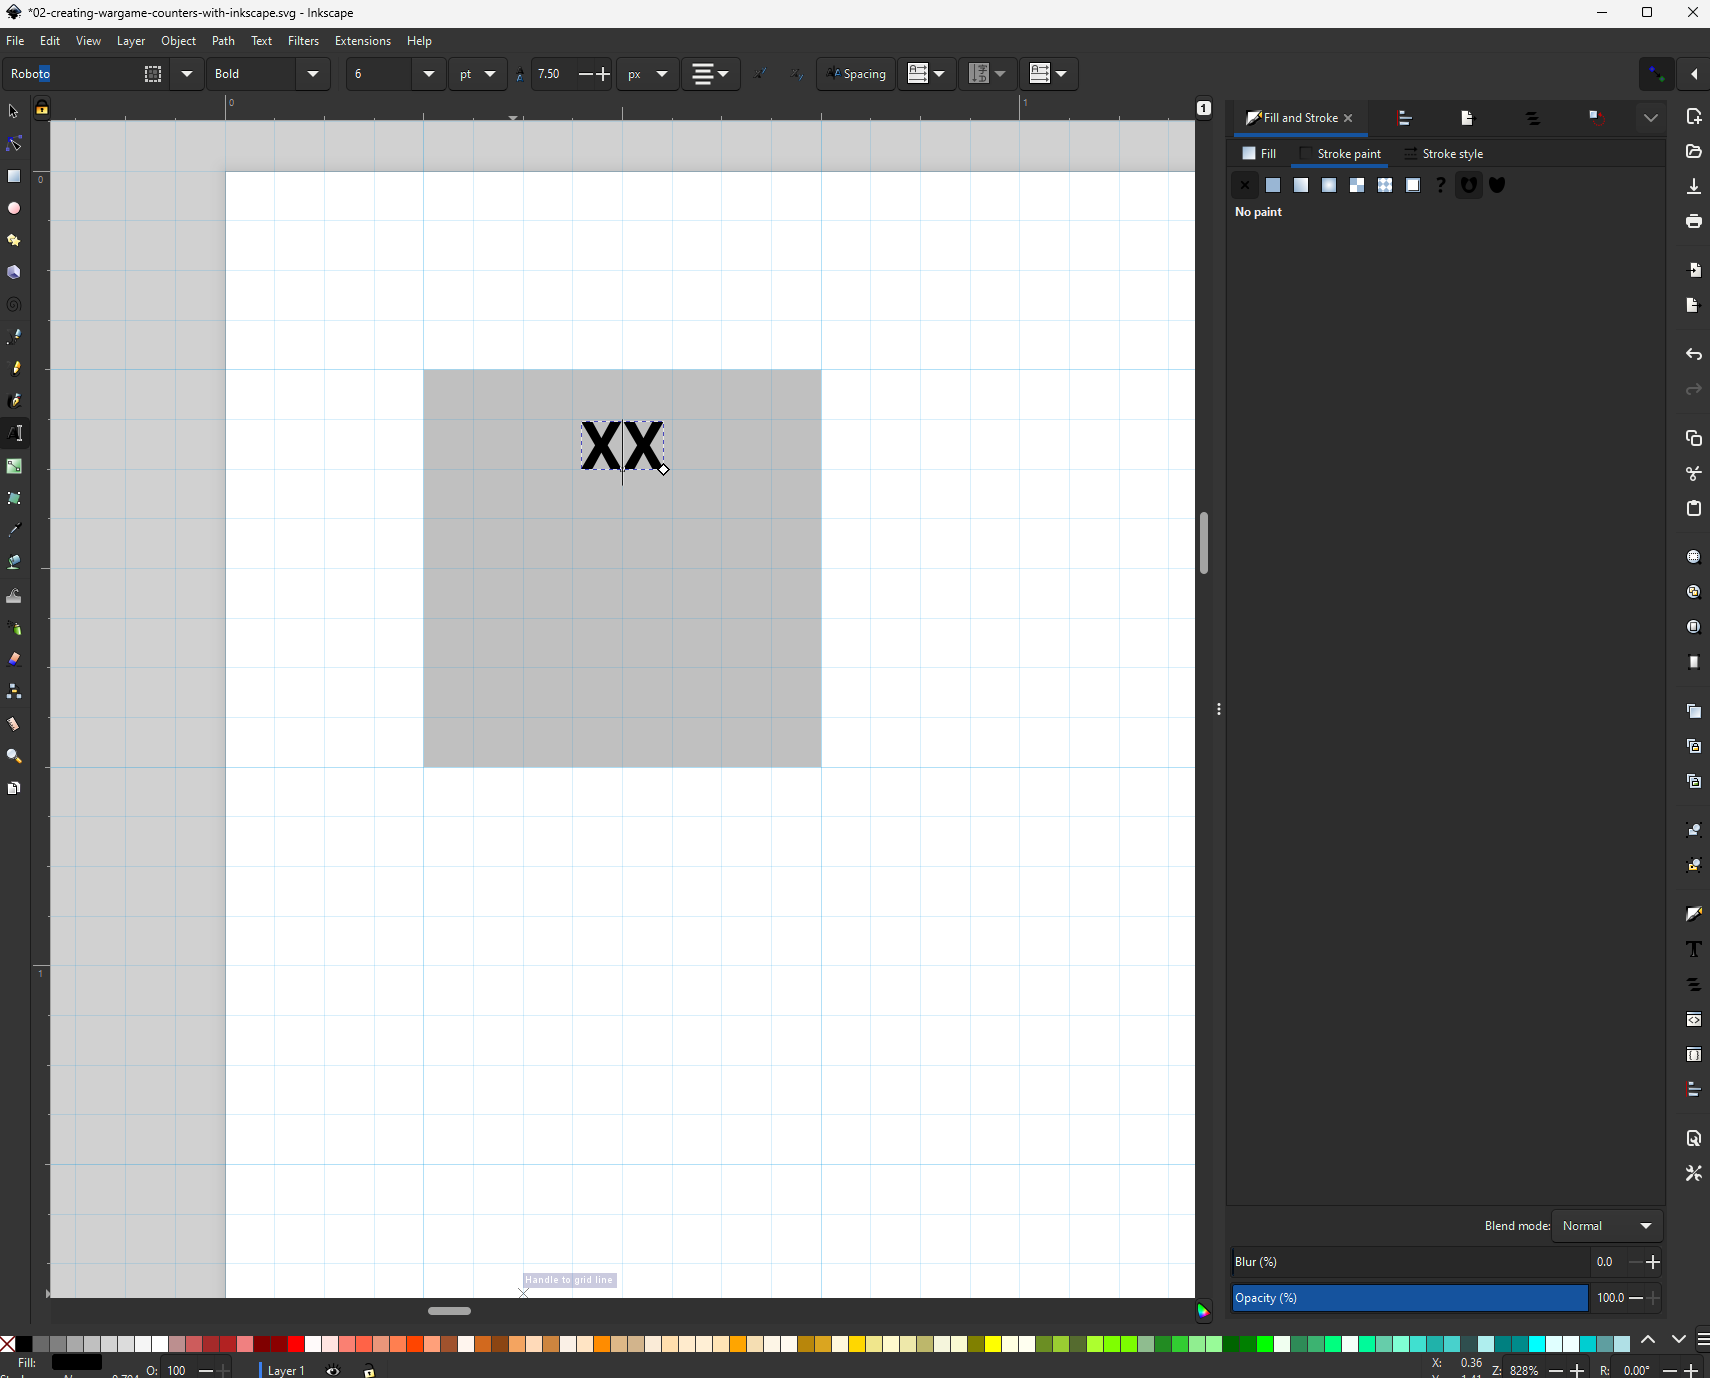 *02-creating-wargame-counters-with-inkscape.svg - Inkscape
File Edit View Layer Object Path Text Filters Extensions Help
Roboto Bold 6 pt 7.50 px Spacing
0 1
1
Fill and Stroke
Fill Stroke paint Stroke style
?
No paint
0
XX
1
Handle to grid line
Blend mode: Normal
Blur (%) 0.0
Opacity (%) 100.0
Fill: O: 100 Layer 1 X: 0.36 Z: 828% R: 0.00°